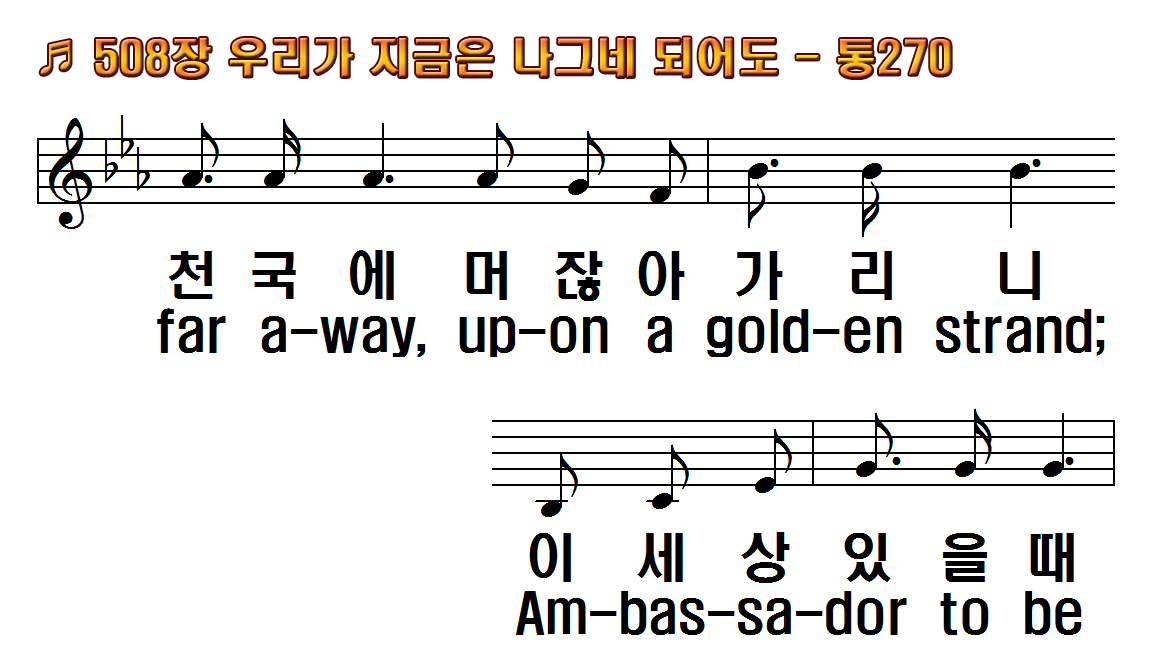 ♬ 508장 우리가 지금은 나그네 되어도 - 통270
천 국 에 머 잖 아 가 리 니
far a-way, up-on a gold-en strand;
이 세 상 있 을 때
Am-bas-sa-dor to be